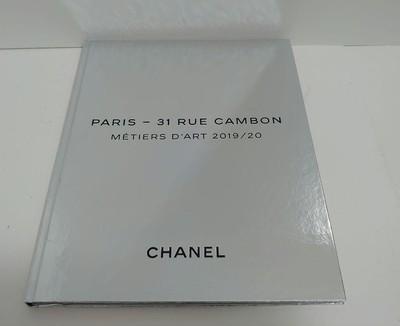 PARIS – 31 RUE CAMBON
MÉTIERS D'ART 2019/20
CHANEL